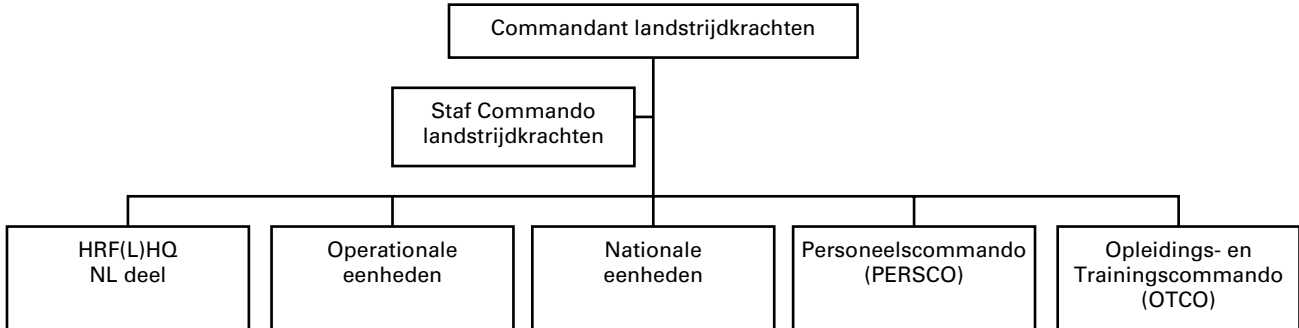 Commandant landstrijdkrachten
Staf Commando
landstrijdkrachten
HRF(L)HQ
NL deel
Operationale
eenheden
Nationale
eenheden
Personeelscommando
(PERSCO)
Opleidings- en
Trainingscommando
(OTCO)